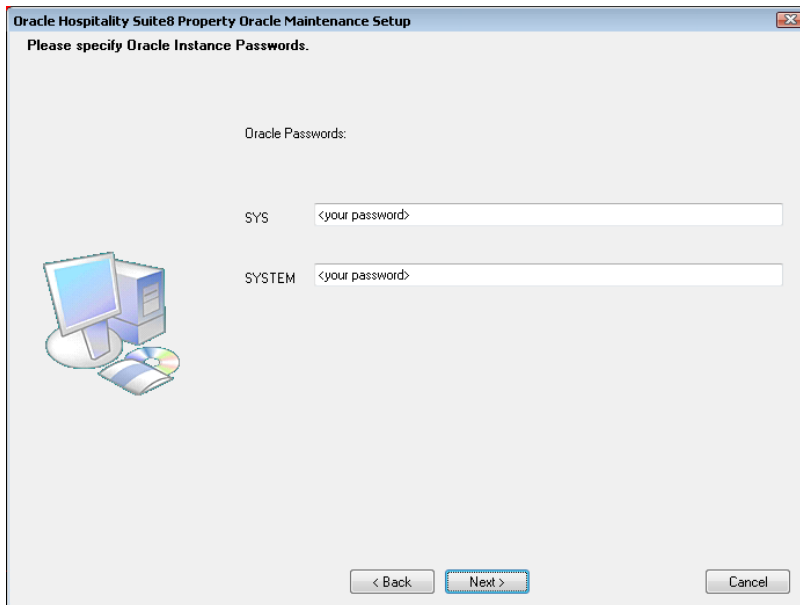 Oracle Hospitality Suite8 Property Oracle Maintenance Setup
Please specify Oracle Instance Passwords.
Oracle Passwords:
SYS <your password>
SYSTEM <your password>
< Back Next > Cancel